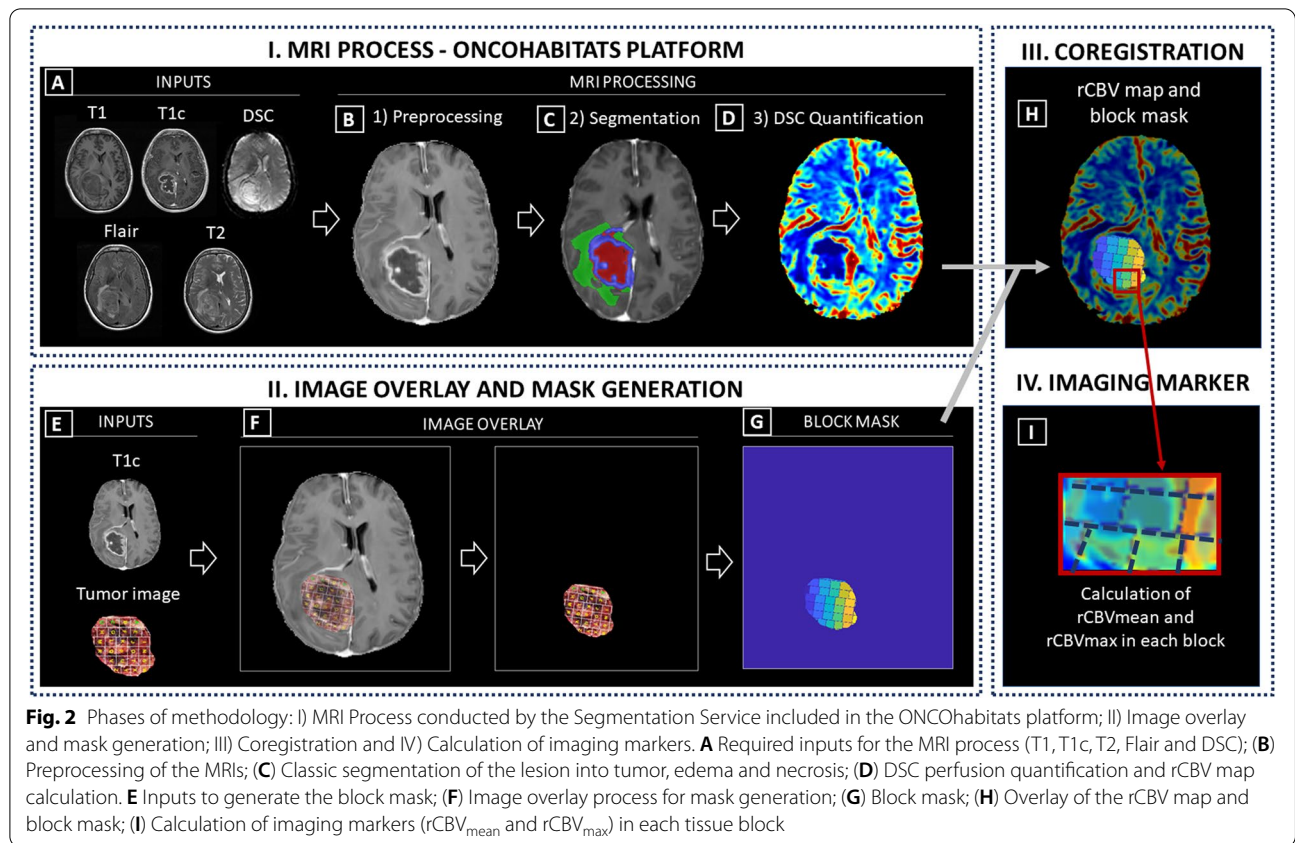 I. MRI PROCESS - ONCOHABITATS PLATFORM
A
INPUTS
T1
T1c
DSC
Flair
T2
MRI PROCESSING
B
1) Preprocessing
C
2) Segmentation
D
3) DSC Quantification
II. IMAGE OVERLAY AND MASK GENERATION
E
INPUTS
T1c
Tumor image
F
IMAGE OVERLAY
G
BLOCK MASK
III. COREGISTRATION
H
rCBV map and
block mask
IV. IMAGING MARKER
I
Calculation of
rCBVmean and
rCBVmax in each block
Fig. 2 Phases of methodology: I) MRI Process conducted by the Segmentation Service included in the ONCOhabitats platform; II) Image overlay
and mask generation; III) Coregistration and IV) Calculation of imaging markers. A Required inputs for the MRI process (T1, T1c, T2, Flair and DSC); (B)
Preprocessing of the MRIs; (C) Classic segmentation of the lesion into tumor, edema and necrosis; (D) DSC perfusion quantification and rCBV map
calculation. E Inputs to generate the block mask; (F) Image overlay process for mask generation; (G) Block mask; (H) Overlay of the rCBV map and
block mask; (I) Calculation of imaging markers (rCBVmean and rCBVmax) in each tissue block